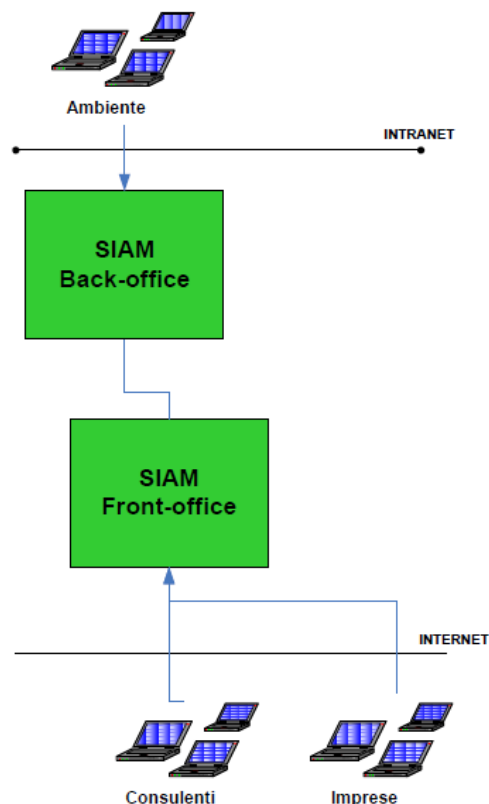 Ambiente
INTRANET
SIAM
Back-office
SIAM
Front-office
INTERNET
Consulenti
Imprese